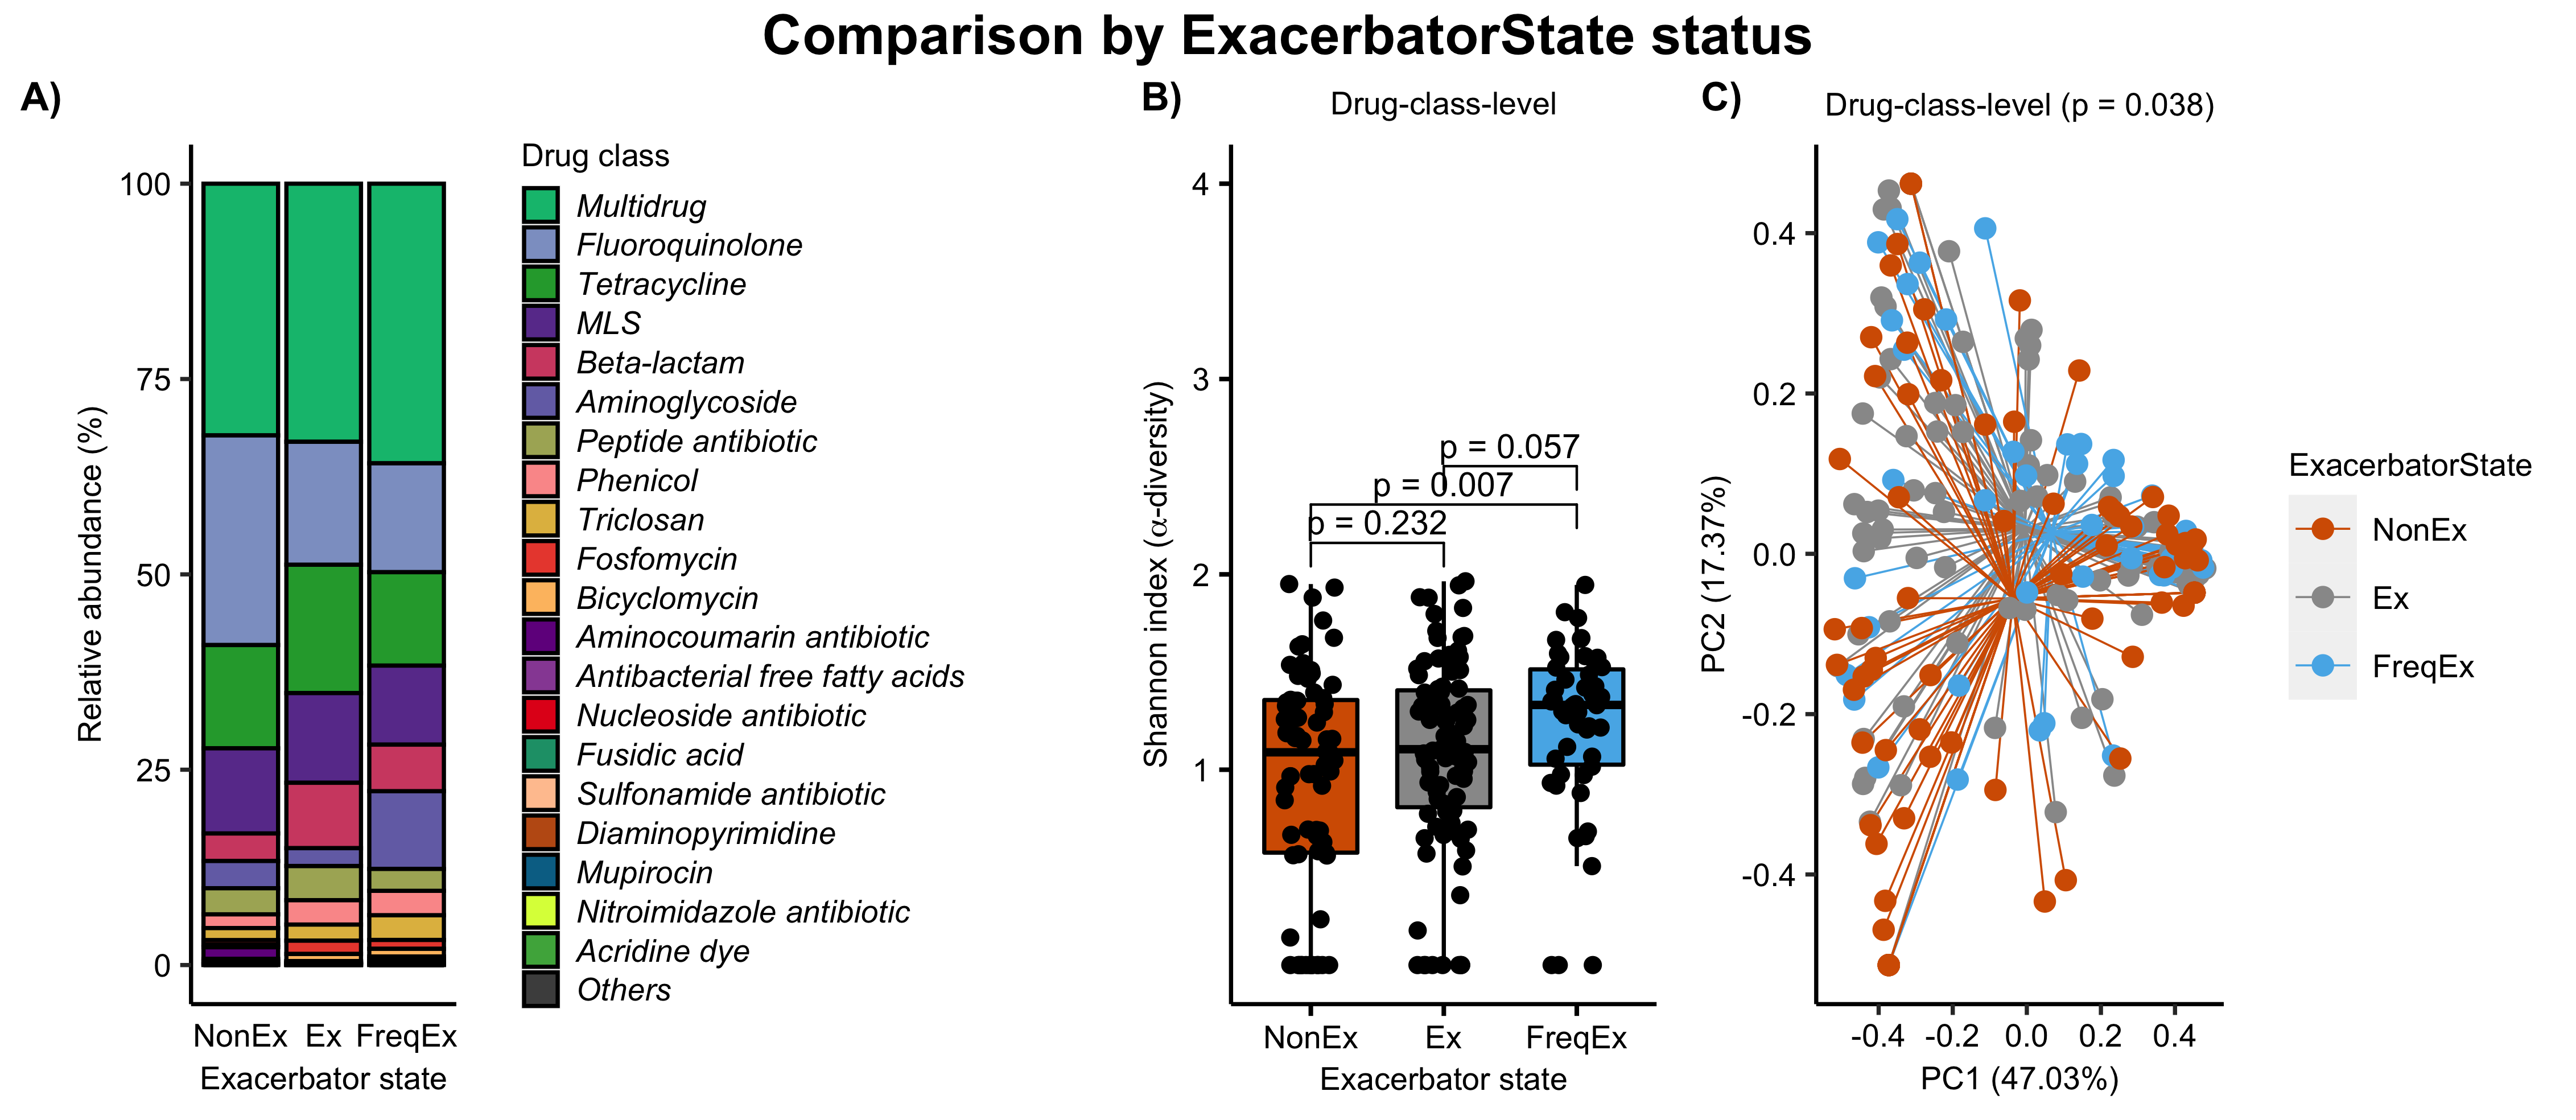 Comparison by ExacerbatorState status
A)
Relative abundance (%)
100
75
50
25
0
NonEx Ex FreqEx
Exacerbator state
Drug class
Multidrug
Fluoroquinolone
Tetracycline
MLS
Beta-lactam
Aminoglycoside
Peptide antibiotic
Phenicol
Triclosan
Fosfomycin
Bicyclomycin
Aminocoumarin antibiotic
Antibacterial free fatty acids
Nucleoside antibiotic
Fusidic acid
Sulfonamide antibiotic
Diaminopyrimidine
Mupirocin
Nitroimidazole antibiotic
Acridine dye
Others
B)
Drug-class-level
Shannon index (α-diversity)
4
3
2
1
p = 0.057
p = 0.007
p = 0.232
NonEx Ex FreqEx
Exacerbator state
C)
Drug-class-level (p = 0.038)
PC2 (17.37%)
0.4
0.2
0.0
-0.2
-0.4
-0.4 -0.2 0.0 0.2 0.4
PC1 (47.03%)
ExacerbatorState
NonEx
Ex
FreqEx